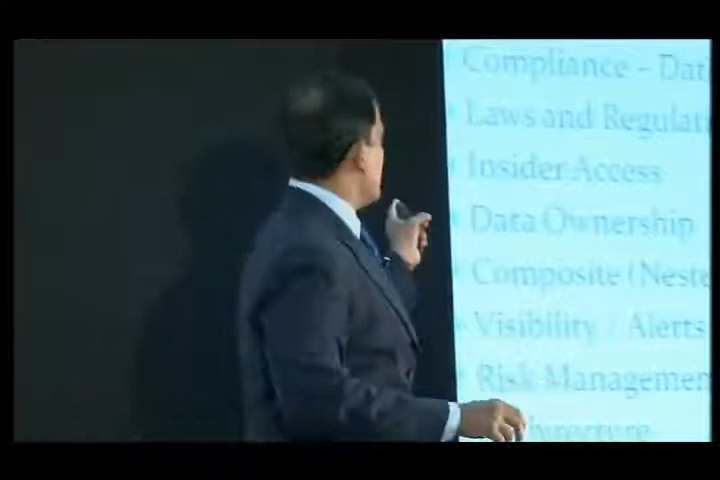 Compliance – Dat
Laws and Regulat
Insider Access
Data Ownership
Composite (Neste
Visibility / Alerts
Risk Managemen